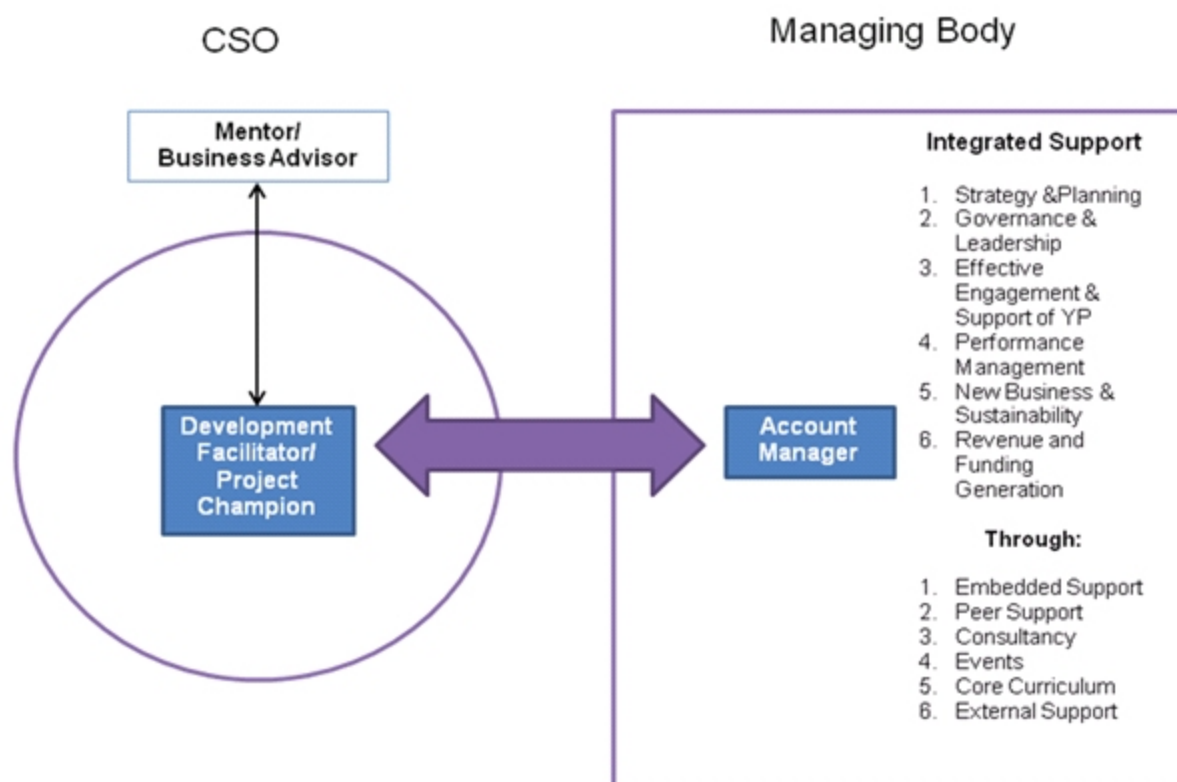 CSO
Mentor/
Business Advisor
Development
Facilitator/
Project
Champion
Managing Body
Account
Manager
Integrated Support
1. Strategy &Planning
2. Governance &
Leadership
3. Effective
Engagement &
Support of YP
4. Performance
Management
5. New Business &
Sustainability
6. Revenue and
Funding
Generation
Through:
1. Embedded Support
2. Peer Support
3. Consultancy
4. Events
5. Core Curriculum
6. External Support